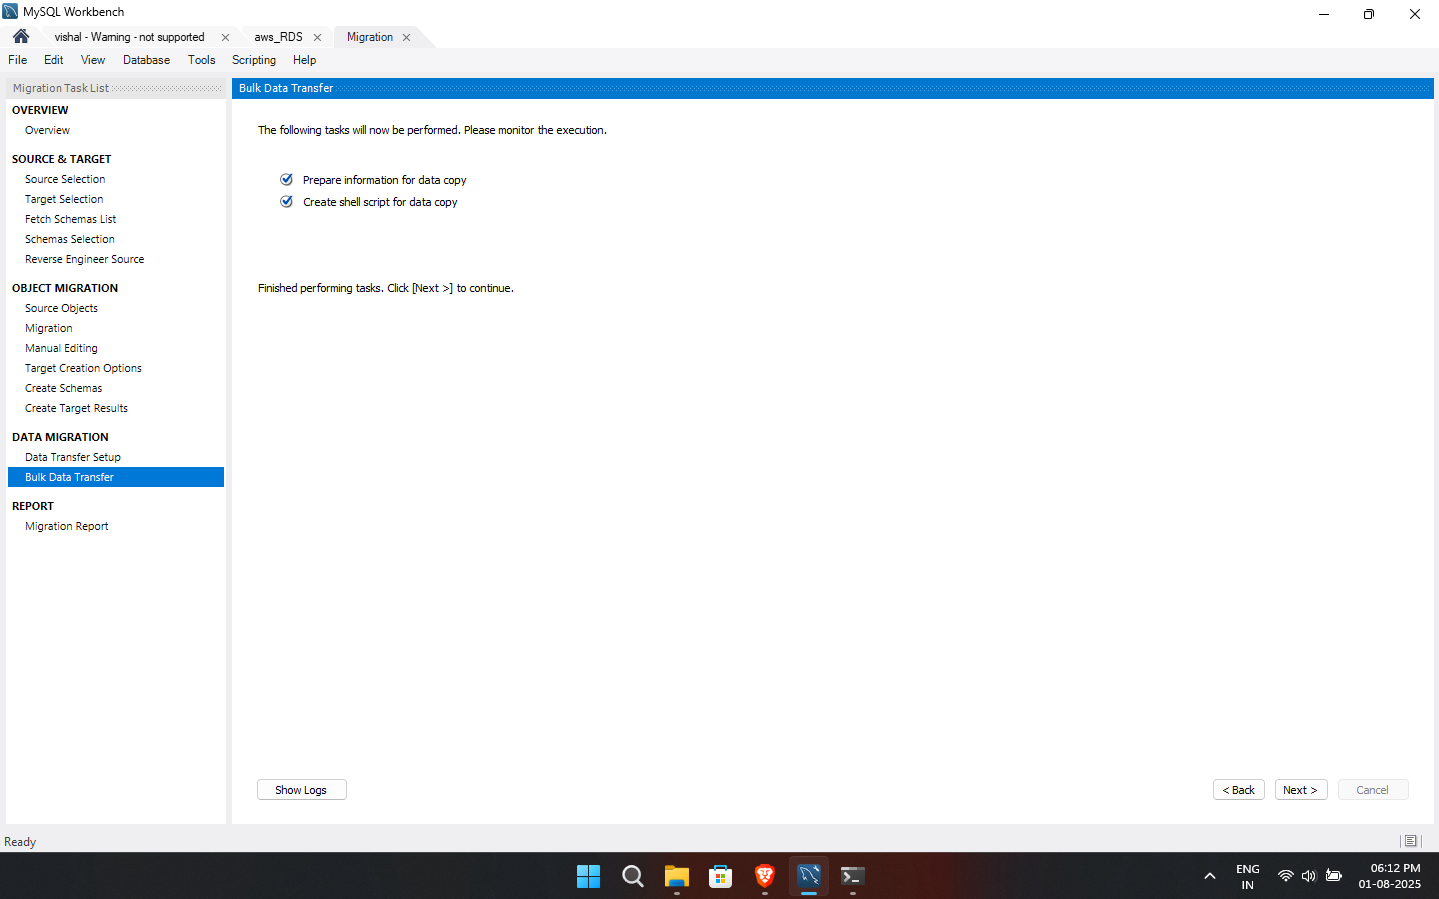 MySQL Workbench
vishal - Warning - not supported
aws_RDS
Migration
File Edit View Database Tools Scripting Help
Migration Task List
OVERVIEW
Overview
SOURCE & TARGET
Source Selection
Target Selection
Fetch Schemas List
Schemas Selection
Reverse Engineer Source
OBJECT MIGRATION
Source Objects
Migration
Manual Editing
Target Creation Options
Create Schemas
Create Target Results
DATA MIGRATION
Data Transfer Setup
Bulk Data Transfer
REPORT
Migration Report
Bulk Data Transfer
The following tasks will now be performed. Please monitor the execution.
Prepare information for data copy
Create shell script for data copy
Finished performing tasks. Click [Next >] to continue.
Show Logs
< Back
Next >
Cancel
Ready
ENG
IN
06:12 PM
01-08-2025